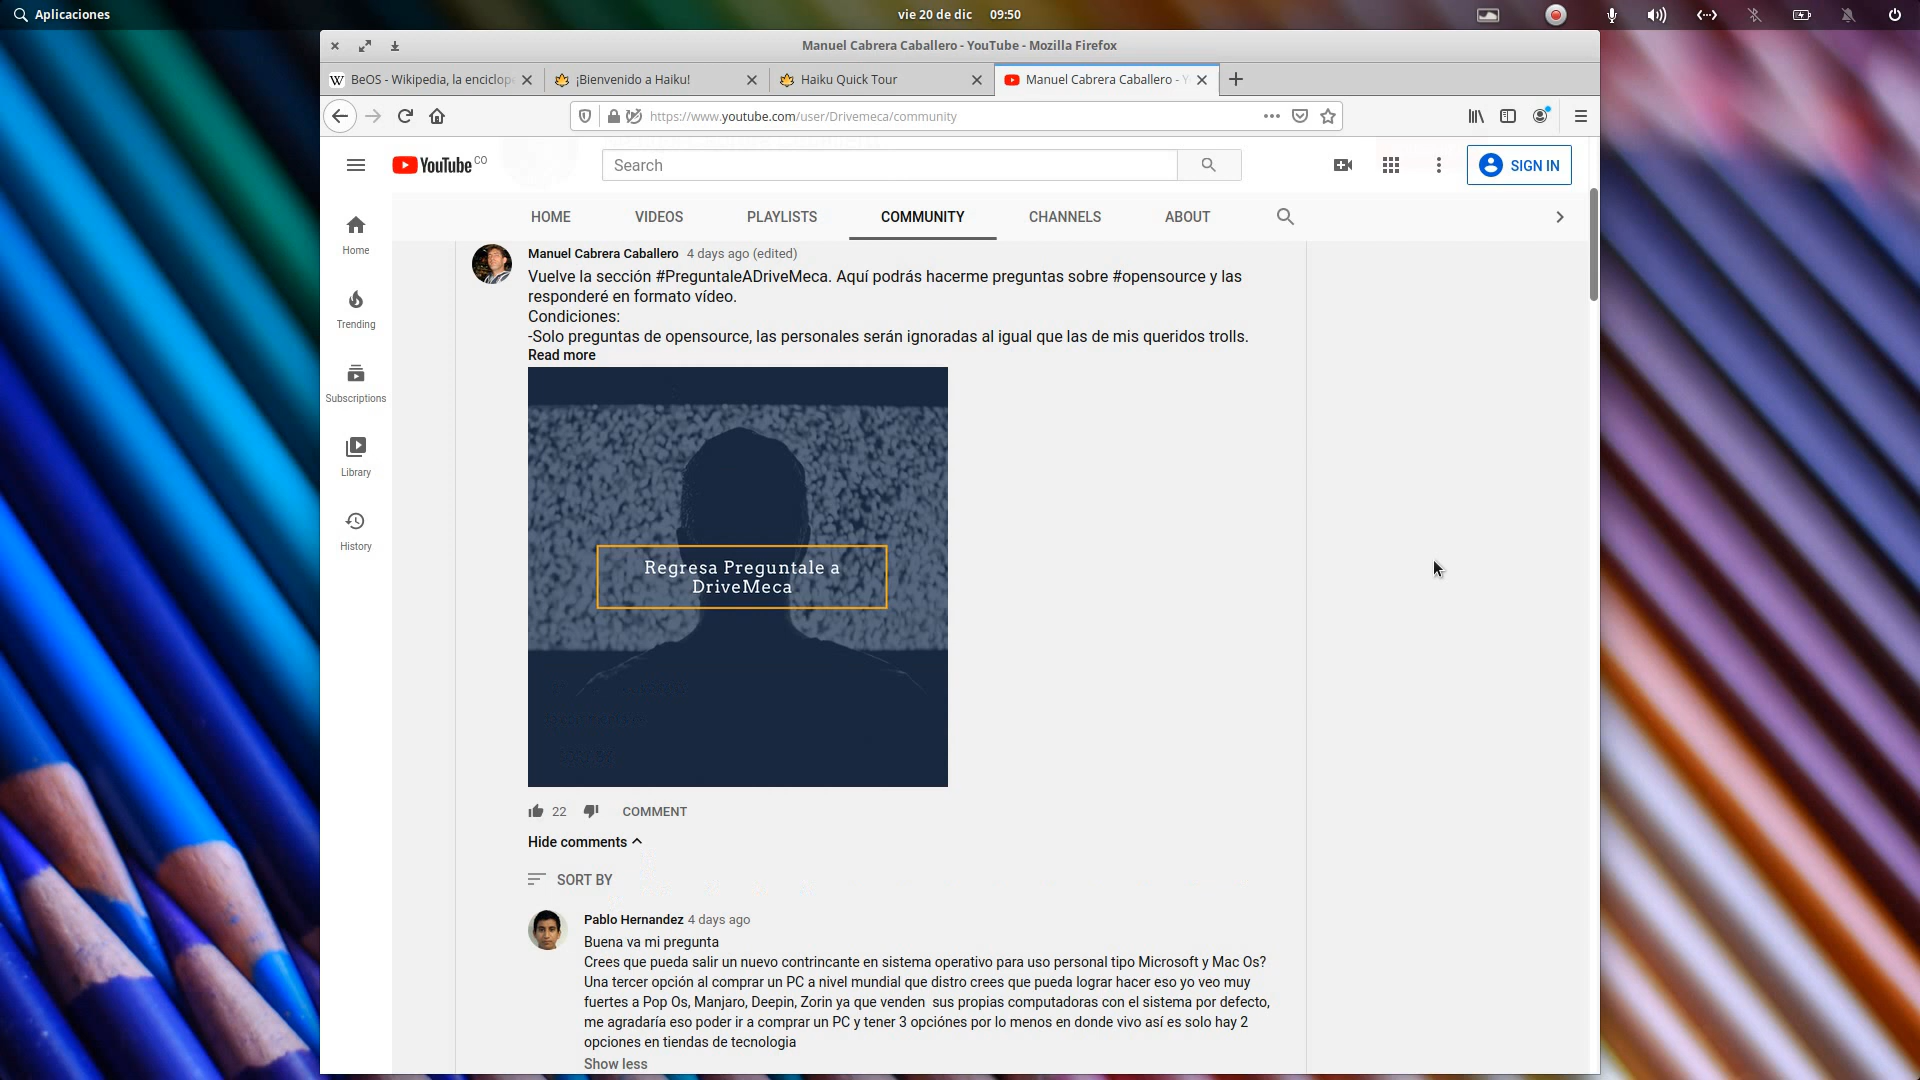 Aplicaciones
vie 20 de dic 09:50
Manuel Cabrera Caballero - YouTube - Mozilla Firefox
BeOS - Wikipedia, la enciclop
¡Bienvenido a Haiku!
Haiku Quick Tour
Manuel Cabrera Caballero - Y
https://www.youtube.com/user/Drivemeca/community
YouTube CO
Search
SIGN IN
HOME
VIDEOS
PLAYLISTS
COMMUNITY
CHANNELS
ABOUT
Home
Trending
Subscriptions
Library
History
Manuel Cabrera Caballero 4 days ago (edited)
Vuelve la sección #PreguntaleADriveMeca. Aquí podrás hacerme preguntas sobre #opensource y las
responderé en formato vídeo.
Condiciones:
-Solo preguntas de opensource, las personales serán ignoradas al igual que las de mis queridos trolls.
Read more
Regresa Preguntale a
DriveMeca
22 COMMENT
Hide comments
SORT BY
Pablo Hernandez 4 days ago
Buena va mi pregunta
Crees que pueda salir un nuevo contrincante en sistema operativo para uso personal tipo Microsoft y Mac Os?
Una tercer opción al comprar un PC a nivel mundial que distro crees que pueda lograr hacer eso yo veo muy
fuertes a Pop Os, Manjaro, Deepin, Zorin ya que venden  sus propias computadoras con el sistema por defecto,
me agradaría eso poder ir a comprar un PC y tener 3 opciónes por lo menos en donde vivo así es solo hay 2
opciones en tiendas de tecnologia
Show less